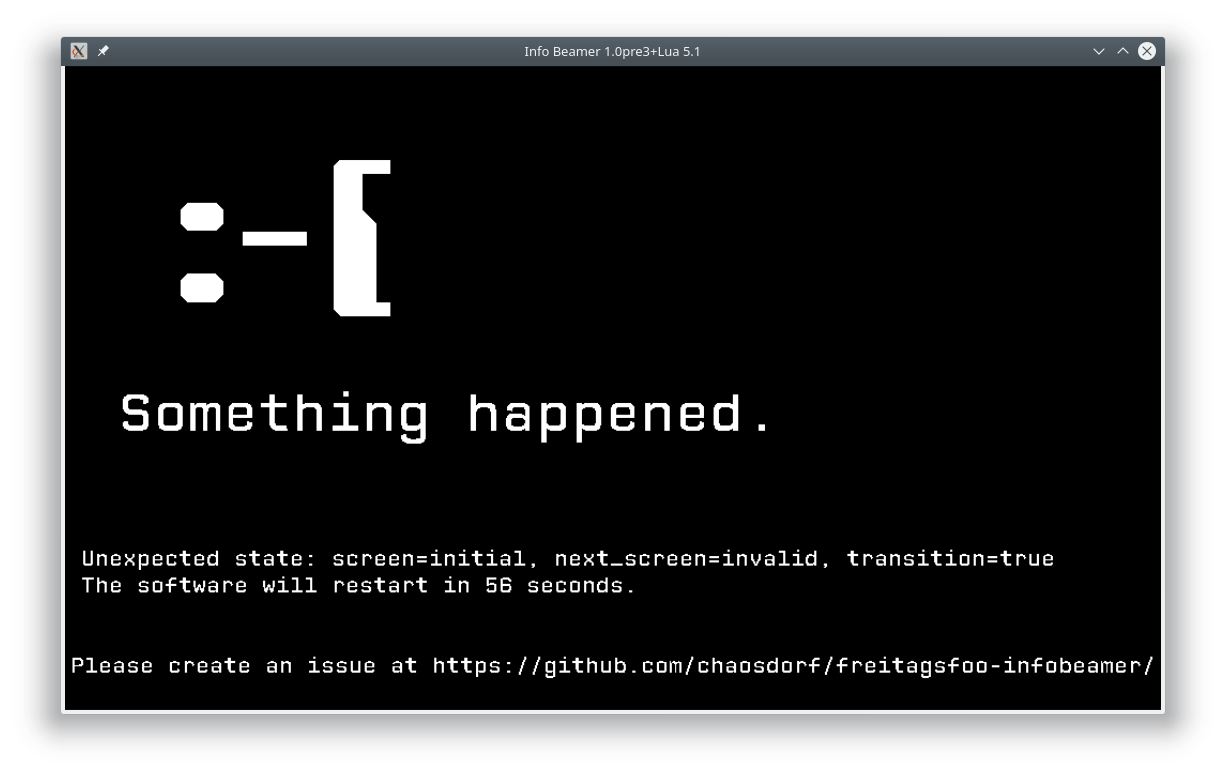 Info Beamer 1.0pre3+Lua 5.1
:-[
Something happened.
Unexpected state: screen=initial, next_screen=invalid, transition=true
The software will restart in 56 seconds.
Please create an issue at https://github.com/chaosdorf/freitagsfoo-infobeamer/